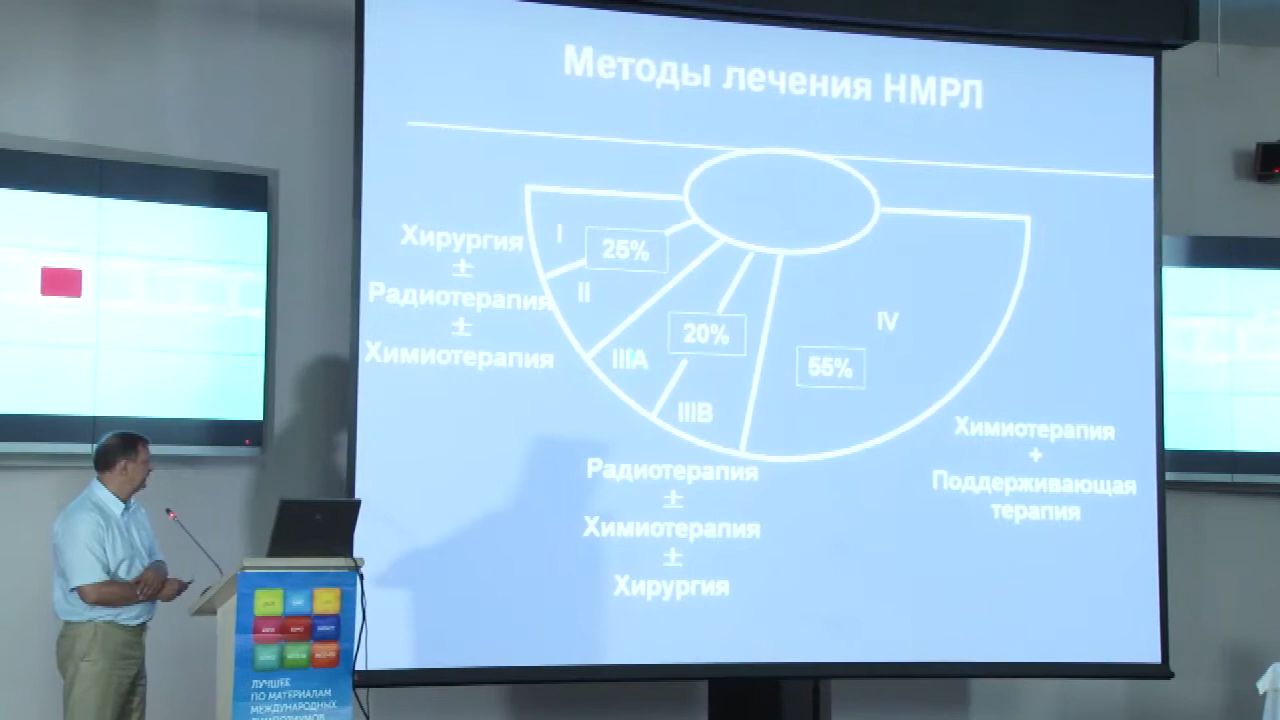 Методы лечения НМРЛ
Хирургия
±
Радиотерапия
±
Химиотерапия
I
25%
II
IIIA
20%
IIIB
IV
55%
Радиотерапия
±
Химиотерапия
±
Хирургия
Химиотерапия
+
Поддерживающая
терапия
ЛУЧШЕЕ
ПО МАТЕРИАЛАМ
МЕЖДУНАРОДНЫХ